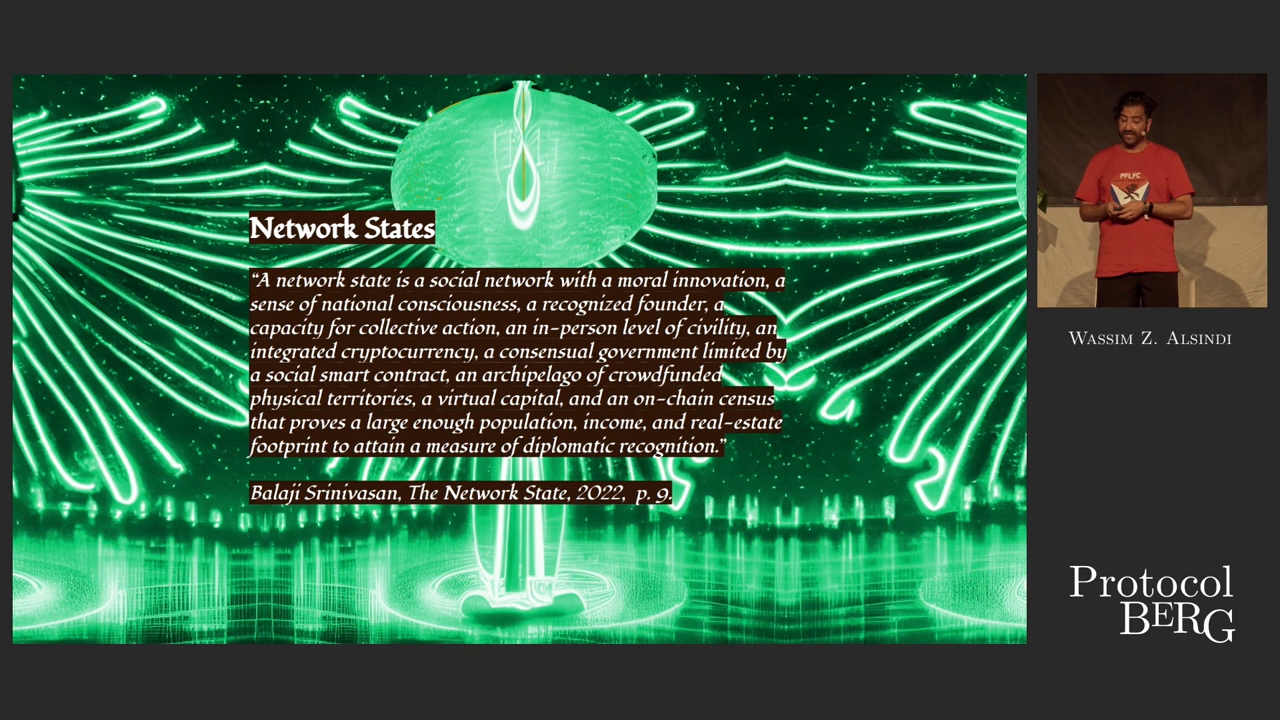 Network States
“A network state is a social network with a moral innovation, a
sense of national consciousness, a recognized founder, a
capacity for collective action, an in-person level of civility, an
integrated cryptocurrency, a consensual government limited by
a social smart contract, an archipelago of crowdfunded
physical territories, a virtual capital, and an on-chain census
that proves a large enough population, income, and real-estate
footprint to attain a measure of diplomatic recognition.”
Balaji Srinivasan, The Network State, 2022, p. 9.
PFLFC
Wassim Z. Alsindi
Protocol
BERG